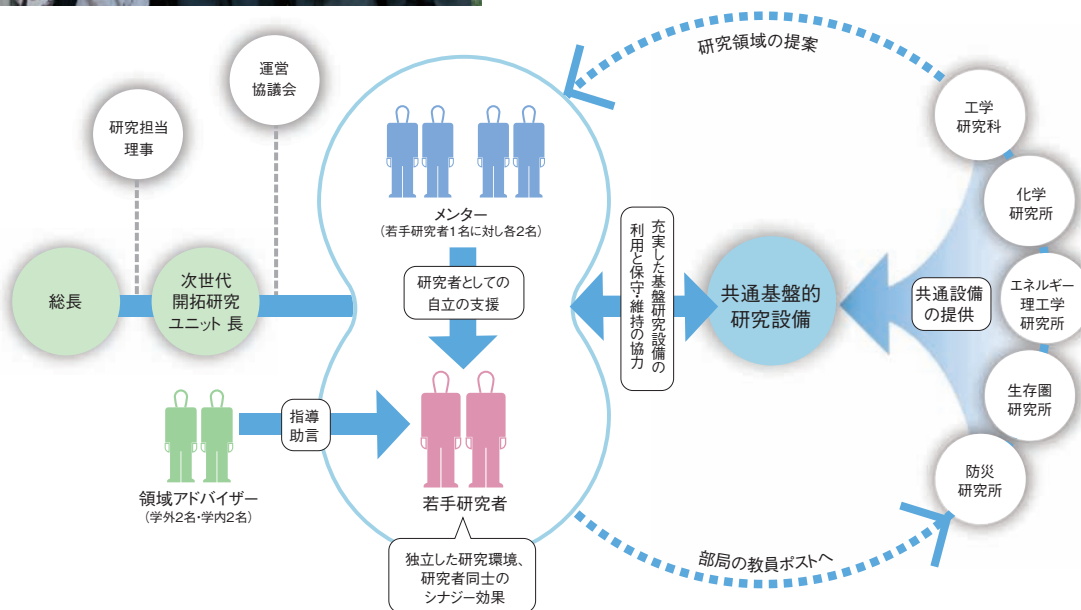 研究領域の提案
運営
協議会
研究担当
理事
総長
次世代
開拓研究
ユニット 長
メンター
（若手研究者1名に対し各2名）
研究者としての
自立の支援
指導
助言
領域アドバイザー
（学外2名・学内2名）
若手研究者
独立した研究環境、
研究者同士の
シナジー効果
充実した基盤研究設備の
利用と保守・維持の協力
共通基盤的
研究設備
共通設備
の提供
工学
研究科
化学
研究所
エネルギー
理工学
研究所
生存圏
研究所
防災
研究所
部局の教員ポストへ